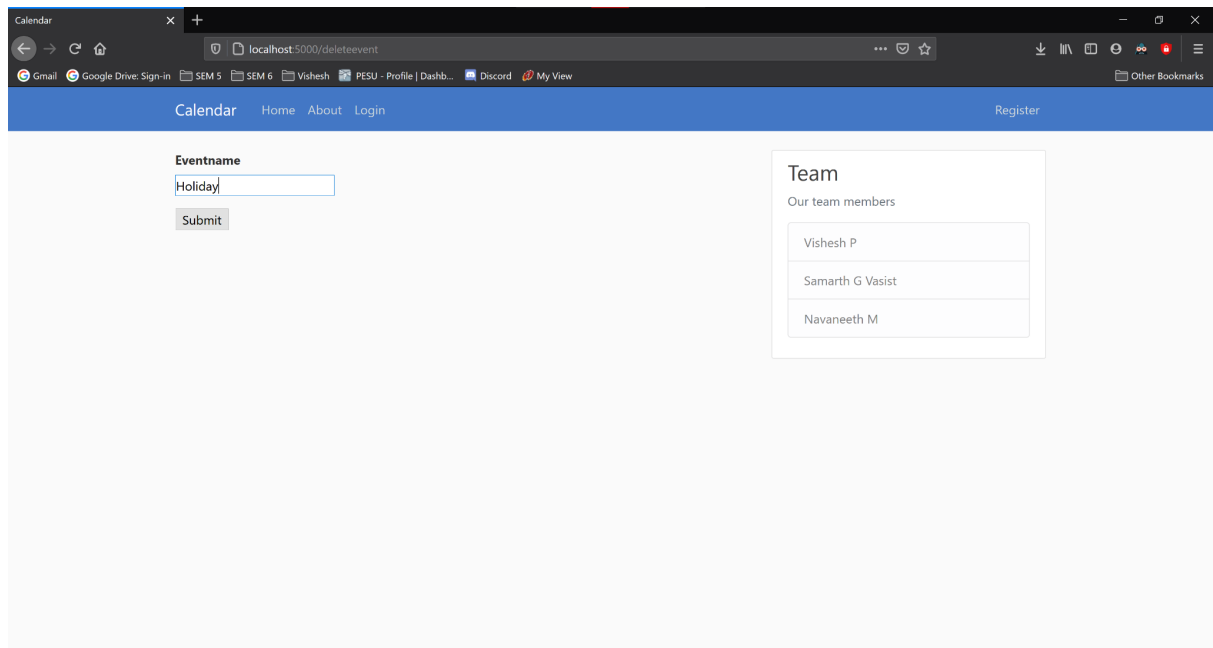 Calendar
localhost:5000/deleteevent
Gmail Google Drive: Sign-in SEM 5 SEM 6 Vishesh PESU - Profile | Dashb... Discord My View Other Bookmarks
Calendar Home About Login Register
Eventname
Holiday
Submit
Team
Our team members
Vishesh P
Samarth G Vasist
Navaneeth M